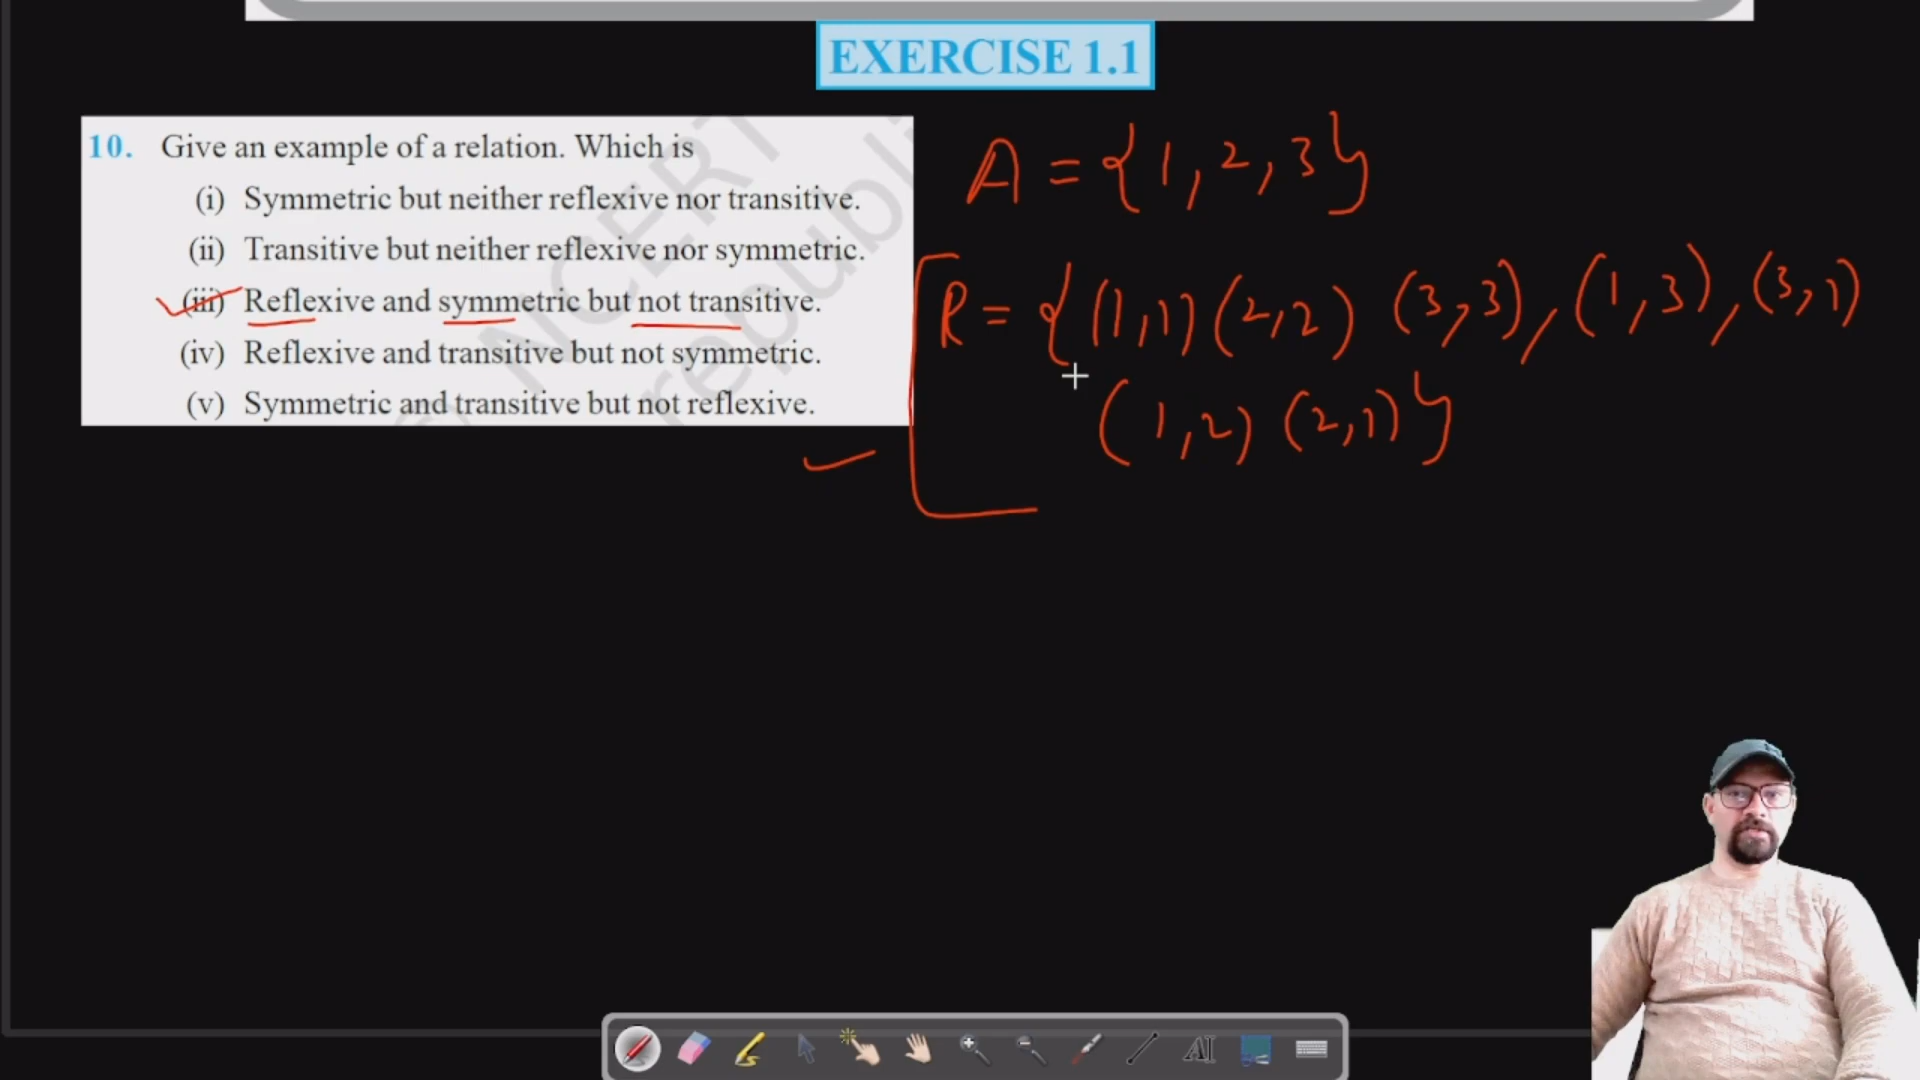 EXERCISE 1.1
10. Give an example of a relation. Which is
(i) Symmetric but neither reflexive nor transitive.
(ii) Transitive but neither reflexive nor symmetric.
(iii) Reflexive and symmetric but not transitive.
(iv) Reflexive and transitive but not symmetric.
(v) Symmetric and transitive but not reflexive.
A = {1, 2, 3}
R = {(1,1) (2,2) (3,3), (1,3), (3,1)
(1,2) (2,1)}
NCERT
republi
AI